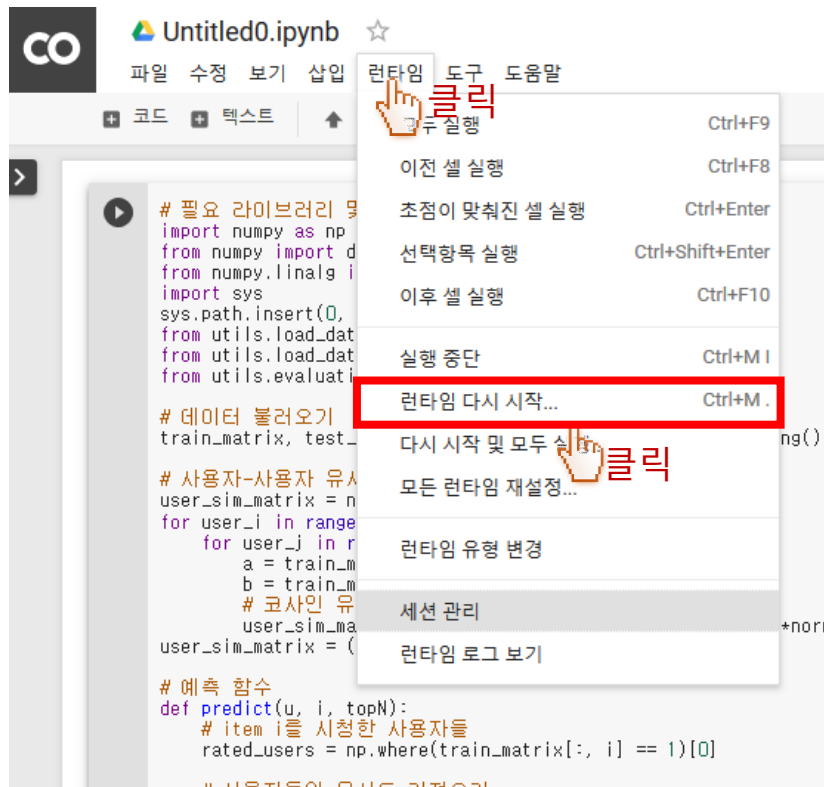 CO
Untitled0.ipynb
파일 수정 보기 삽입 런타임 도구 도움말
클릭
코드 텍스트
실행 Ctrl+F9
이전 셀 실행 Ctrl+F8
초점이 맞춰진 셀 실행 Ctrl+Enter
선택항목 실행 Ctrl+Shift+Enter
이후 셀 실행 Ctrl+F10
실행 중단 Ctrl+M I
런타임 다시 시작... Ctrl+M .
다시 시작 및 모두
클릭
모든 런타임 재설정...
런타임 유형 변경
세션 관리
런타임 로그 보기
# 필요 라이브러리 및
import numpy as np
from numpy import d
from numpy.linalg i
import sys
sys.path.insert(0,
from utils.load_dat
from utils.load_dat
from utils.evaluati
# 데이터 불러오기
train_matrix, test_ ng()
# 사용자-사용자 유사
user_sim_matrix = n
for user_i in range
for user_j in r
a = train_m
b = train_m
# 코사인 유
user_sim_ma *nor
user_sim_matrix = (
# 예측 함수
def predict(u, i, topN):
# item i를 시청한 사용자들
rated_users = np.where(train_matrix[:, i] == 1)[0]